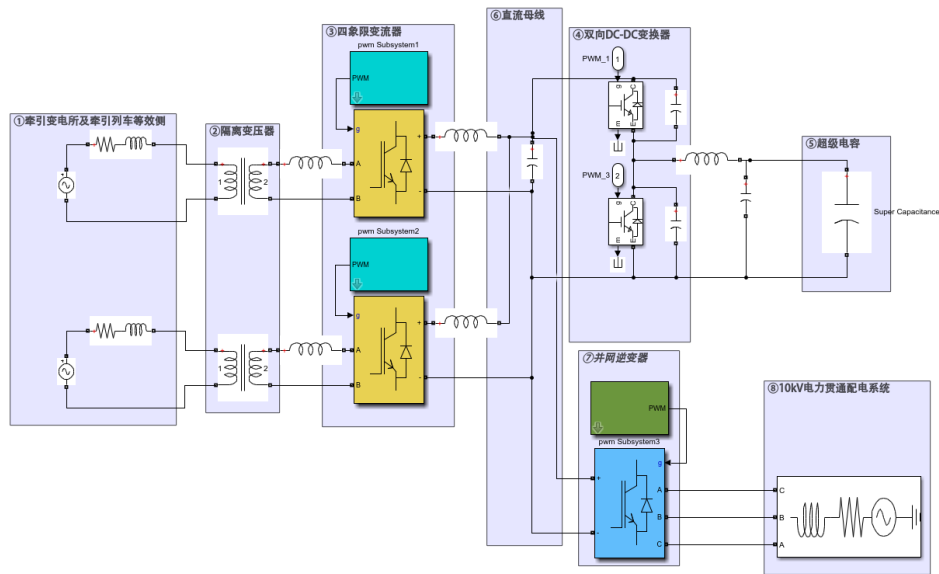 ①牵引变电所及牵引列车等效侧
②隔离变压器
1
2
1
2
③四象限变流器
pwm Subsystem1
PWM
g
A
B
+
-
pwm Subsystem2
PWM
g
A
B
+
-
⑥直流母线
④双向DC-DC变换器
PWM_1
1
g
C
m
E
PWM_3
2
g
C
m
E
⑤超级电容
+
Super Capacitance
⑦并网逆变器
PWM
pwm Subsystem3
g
+
-
A
B
C
⑧10kV电力贯通配电系统
C
B
A